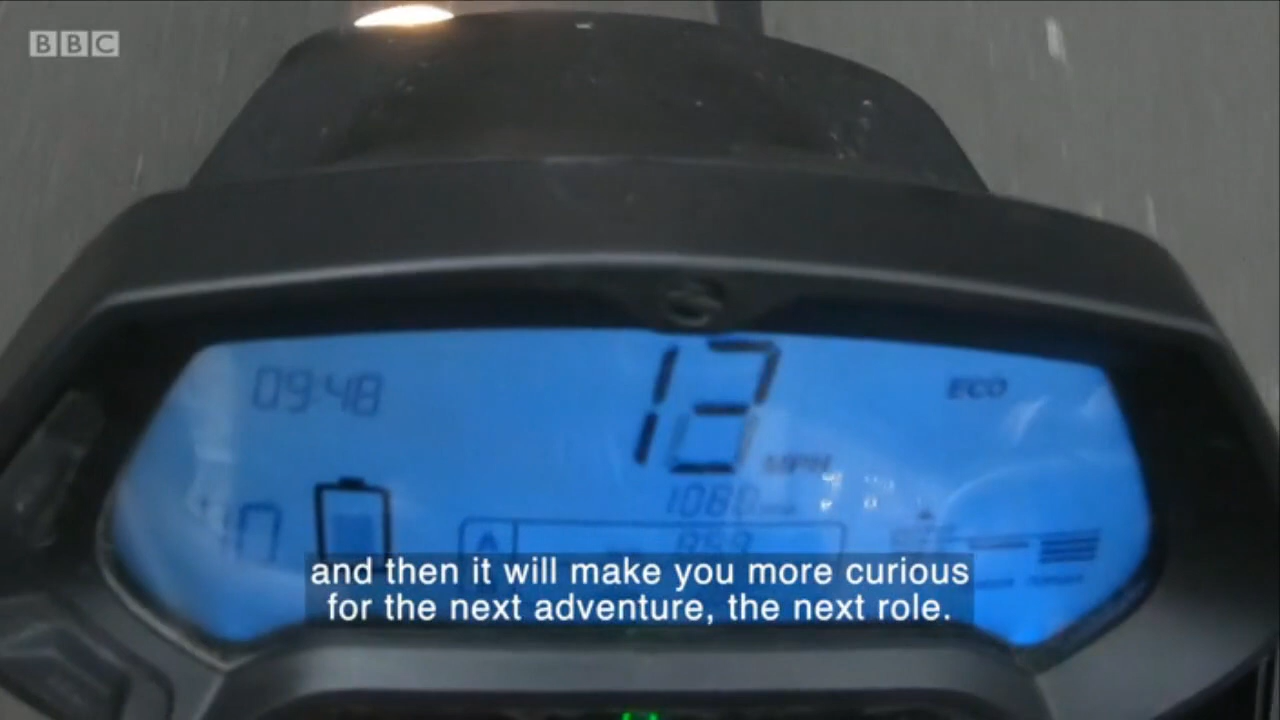 BBC
09:48
ECO
MPH
1080
A
and then it will make you more curious
for the next adventure, the next role.